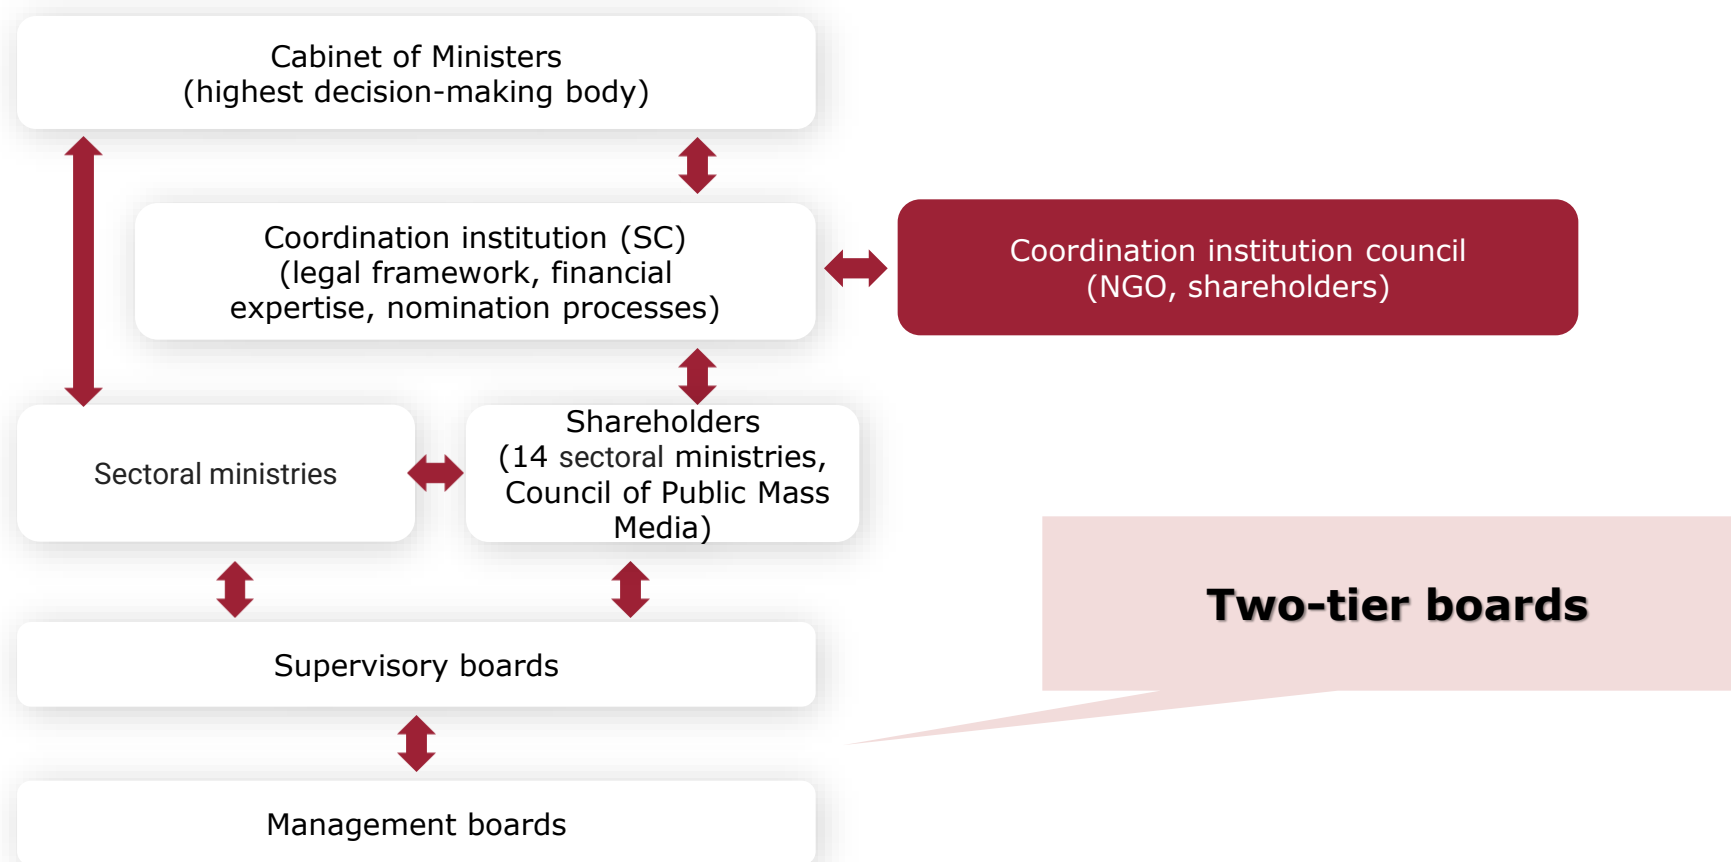 Cabinet of Ministers
(highest decision-making body)
Coordination institution (SC)
(legal framework, financial
expertise, nomination processes)
Coordination institution council
(NGO, shareholders)
Sectoral ministries
Shareholders
(14 sectoral ministries,
Council of Public Mass
Media)
Two-tier boards
Supervisory boards
Management boards